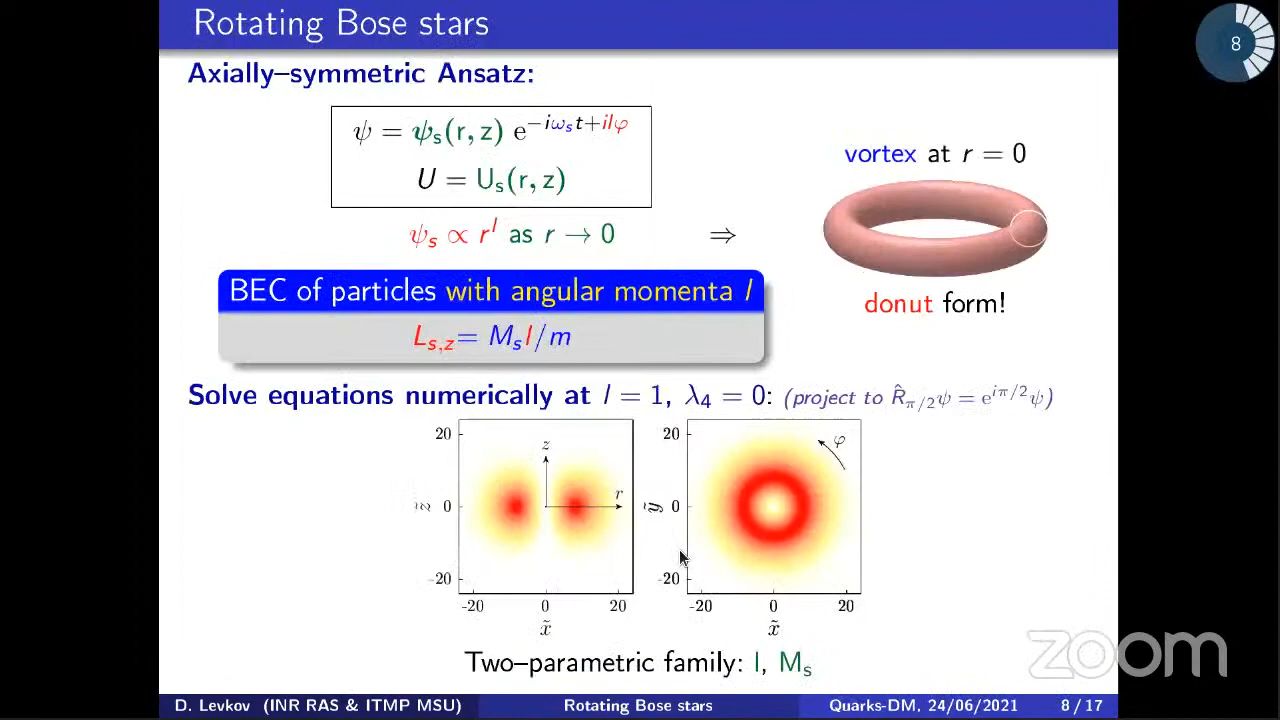 Rotating Bose stars
8
Axially–symmetric Ansatz:
ψ = ψₛ(r, z) e^{−iωₛt+ilφ}
U = Uₛ(r, z)
vortex at r = 0
ψₛ ∝ rˡ as r → 0 ⇒
donut form!
BEC of particles with angular momenta l
L_{s,z}= Mₛl/m
Solve equations numerically at l = 1, λ₄ = 0: (project to R̂_{π/2}ψ = e^{iπ/2}ψ)
20 z 20 φ
z̃ 0 r ỹ 0
-20 -20
-20 0 20 -20 0 20
x̃ x̃
Two–parametric family: l, Mₛ
zoom
D. Levkov (INR RAS & ITMP MSU) Rotating Bose stars Quarks-DM, 24/06/2021 8 / 17